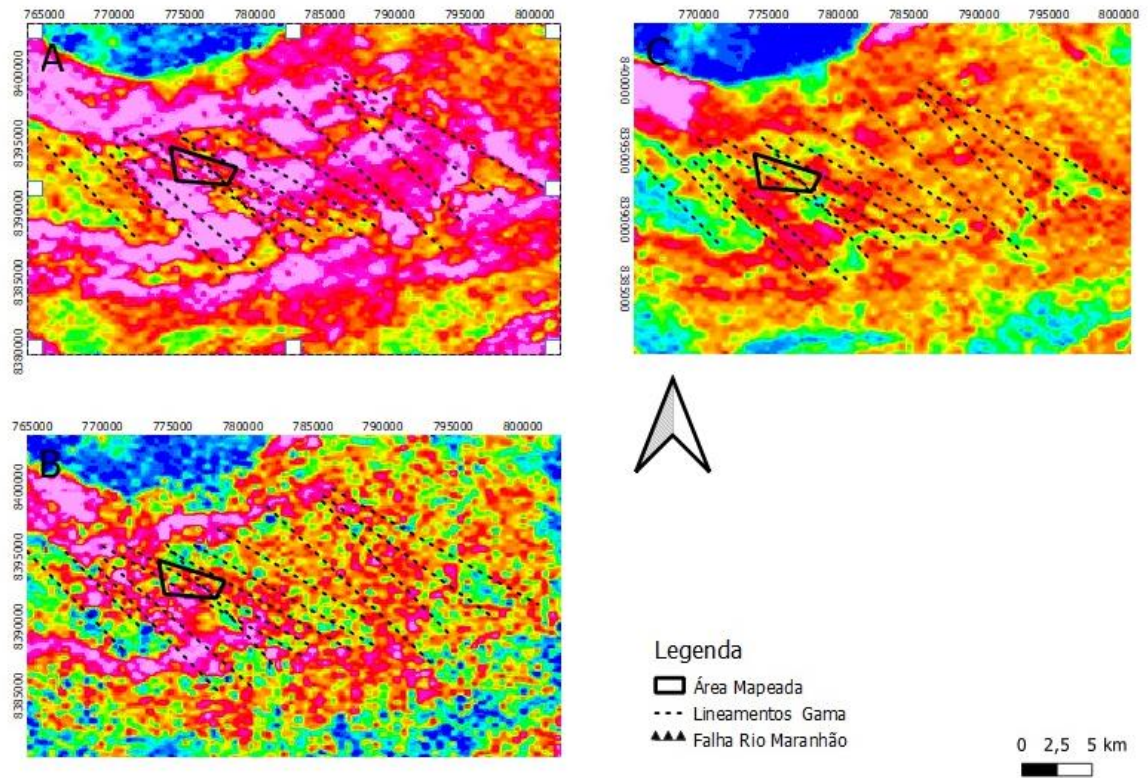 765000 770000 775000 780000 785000 790000 795000 800000
A
8400000
8395000
8390000
8385000
8380000
770000 775000 780000 785000 790000 795000 800000
C
8400000
8395000
8390000
8385000
765000 770000 775000 780000 785000 790000 795000 800000
B
8400000
8395000
8390000
8385000
Legenda
Área Mapeada
Lineamentos Gama
Falha Rio Maranhão
0 2,5 5 km